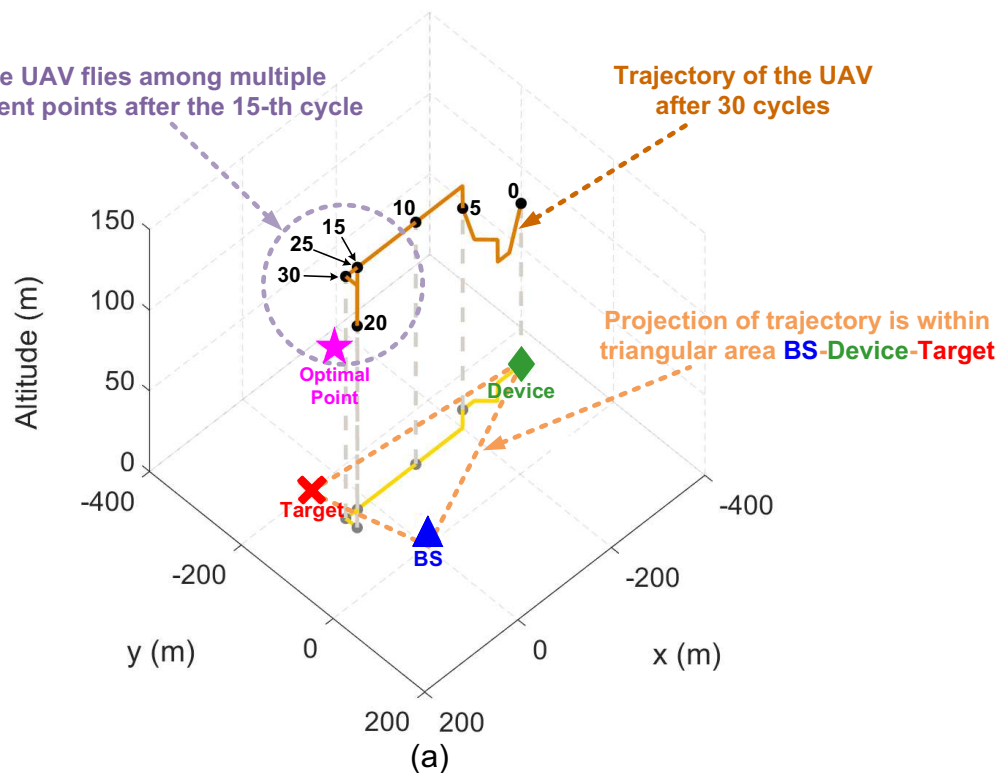 e UAV flies among multiple
ent points after the 15-th cycle
Trajectory of the UAV
after 30 cycles
0
10
5
15
25
30
20
150
100
50
0
Altitude (m)
Projection of trajectory is within
triangular area BS-Device-Target
Optimal
Point
Device
Target
BS
-400
-200
0
200
y (m)
-400
-200
0
200
x (m)
(a)